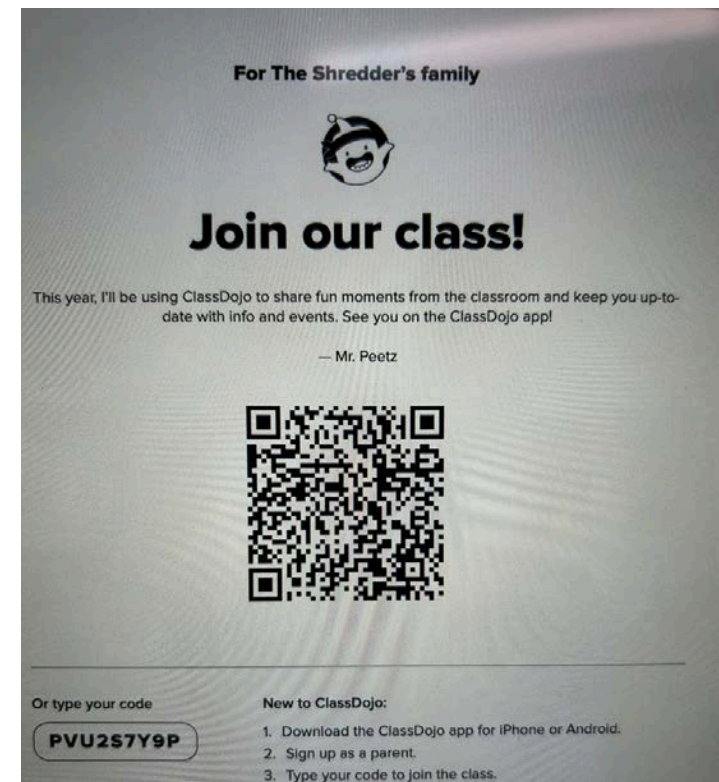 For The Shredder's family
Join our class!
This year, I'll be using ClassDojo to share fun moments from the classroom and keep you up-to-
date with info and events. See you on the ClassDojo app!
— Mr. Peetz
Or type your code
PVU2S7Y9P
New to ClassDojo:
1. Download the ClassDojo app for iPhone or Android.
2. Sign up as a parent.
3. Type your code to join the class.